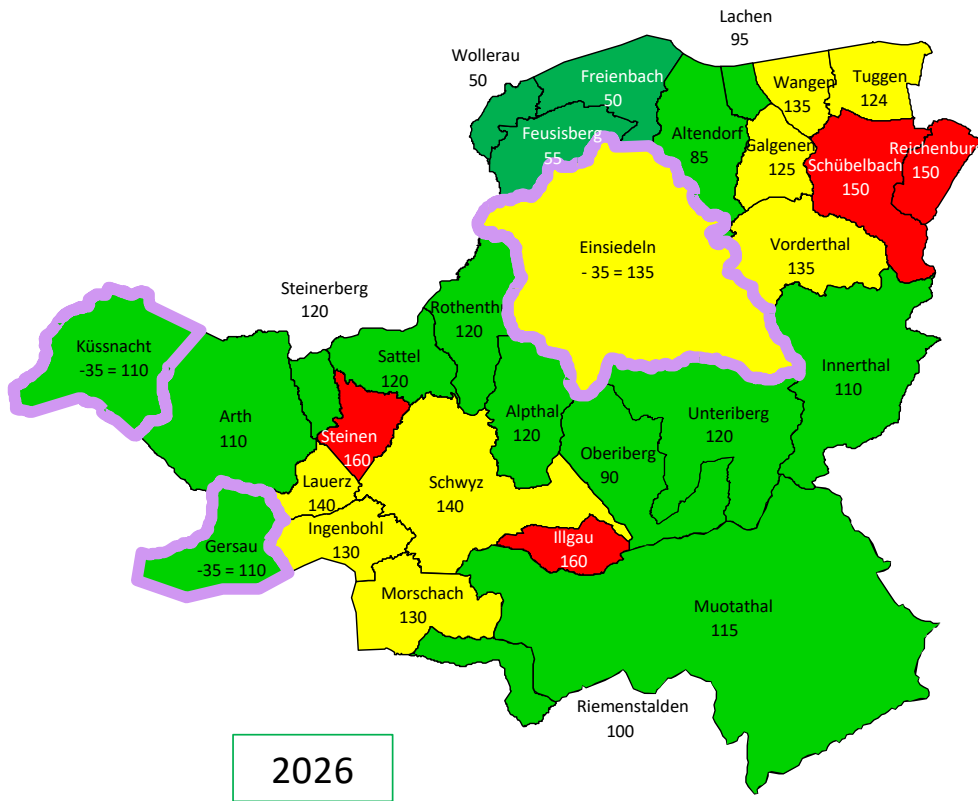 Lachen
95
Wollerau
50
Freienbach
50
Wangen
135
Tuggen
124
Feusisberg
55
Altendorf
85
Galgenen
125
Schübelbach
150
Reichenburg
150
Einsiedeln
- 35 = 135
Vorderthal
135
Steinerberg
120
Rothenthu
120
Küssnacht
-35 = 110
Sattel
120
Innerthal
110
Arth
110
Steinen
160
Alpthal
120
Unteriberg
120
Oberiberg
90
Lauerz
140
Schwyz
140
Ingenbohl
130
Illgau
160
Gersau
-35 = 110
Morschach
130
Muotathal
115
Riemenstalden
100
2026